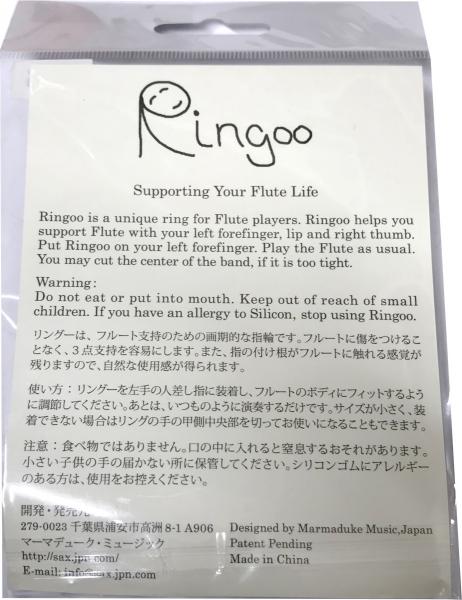 Ringoo
Supporting Your Flute Life
Ringoo is a unique ring for Flute players. Ringoo helps you
support Flute with your left forefinger, lip and right thumb.
Put Ringoo on your left forefinger. Play the Flute as usual.
You may cut the center of the band, if it is too tight.
Warning:
Do not eat or put into mouth. Keep out of reach of small
children. If you have an allergy to Silicon, stop using Ringoo.
リングーは、フルート支持のための画期的な指輪です。フルートに傷をつけるこ
となく、3点支持を容易にします。また、指の付け根がフルートに触れる感覚が
残りますので、自然な使用感が得られます。
使い方：リングーを左手の人差し指に装着し、フルートのボディにフィットするよう
に調節してください。あとは、いつものように演奏するだけです。サイズが小さく、装
着できない場合はリングの手の甲側中央部を切ってお使いになることもできます。
注意：食べ物ではありません。口の中に入れると窒息するおそれがあります。
小さい子供の手の届かない所に保管してください。シリコンゴムにアレルギー
のある方は、使用をお控えください。
開発・発売元
279-0023 千葉県浦安市高洲 8-1 A906
マーマデューク・ミュージック
http://sax.jpn.com/
E-mail: info@sax.jpn.com
Designed by Marmaduke Music,Japan
Patent Pending
Made in China